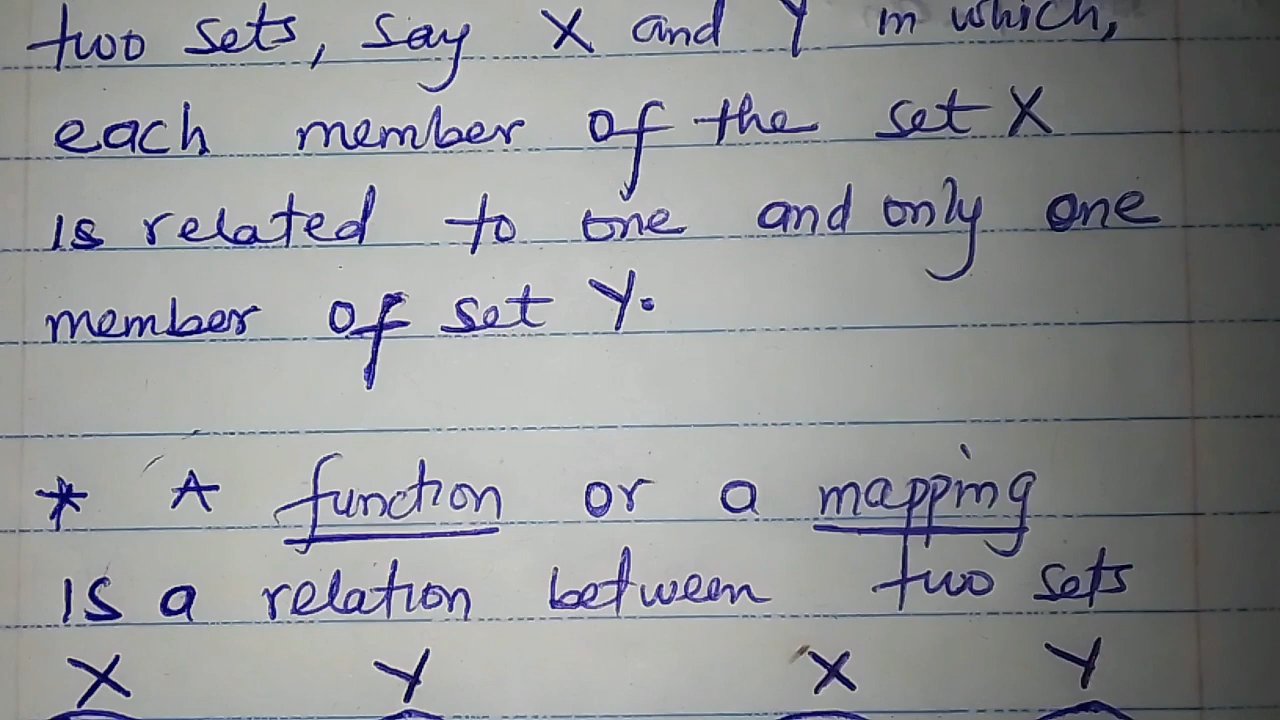 two sets, say X and Y in which,
each member of the set X
is related to one and only one
member of set Y.
* A function or a mapping
is a relation between two sets
X Y X Y